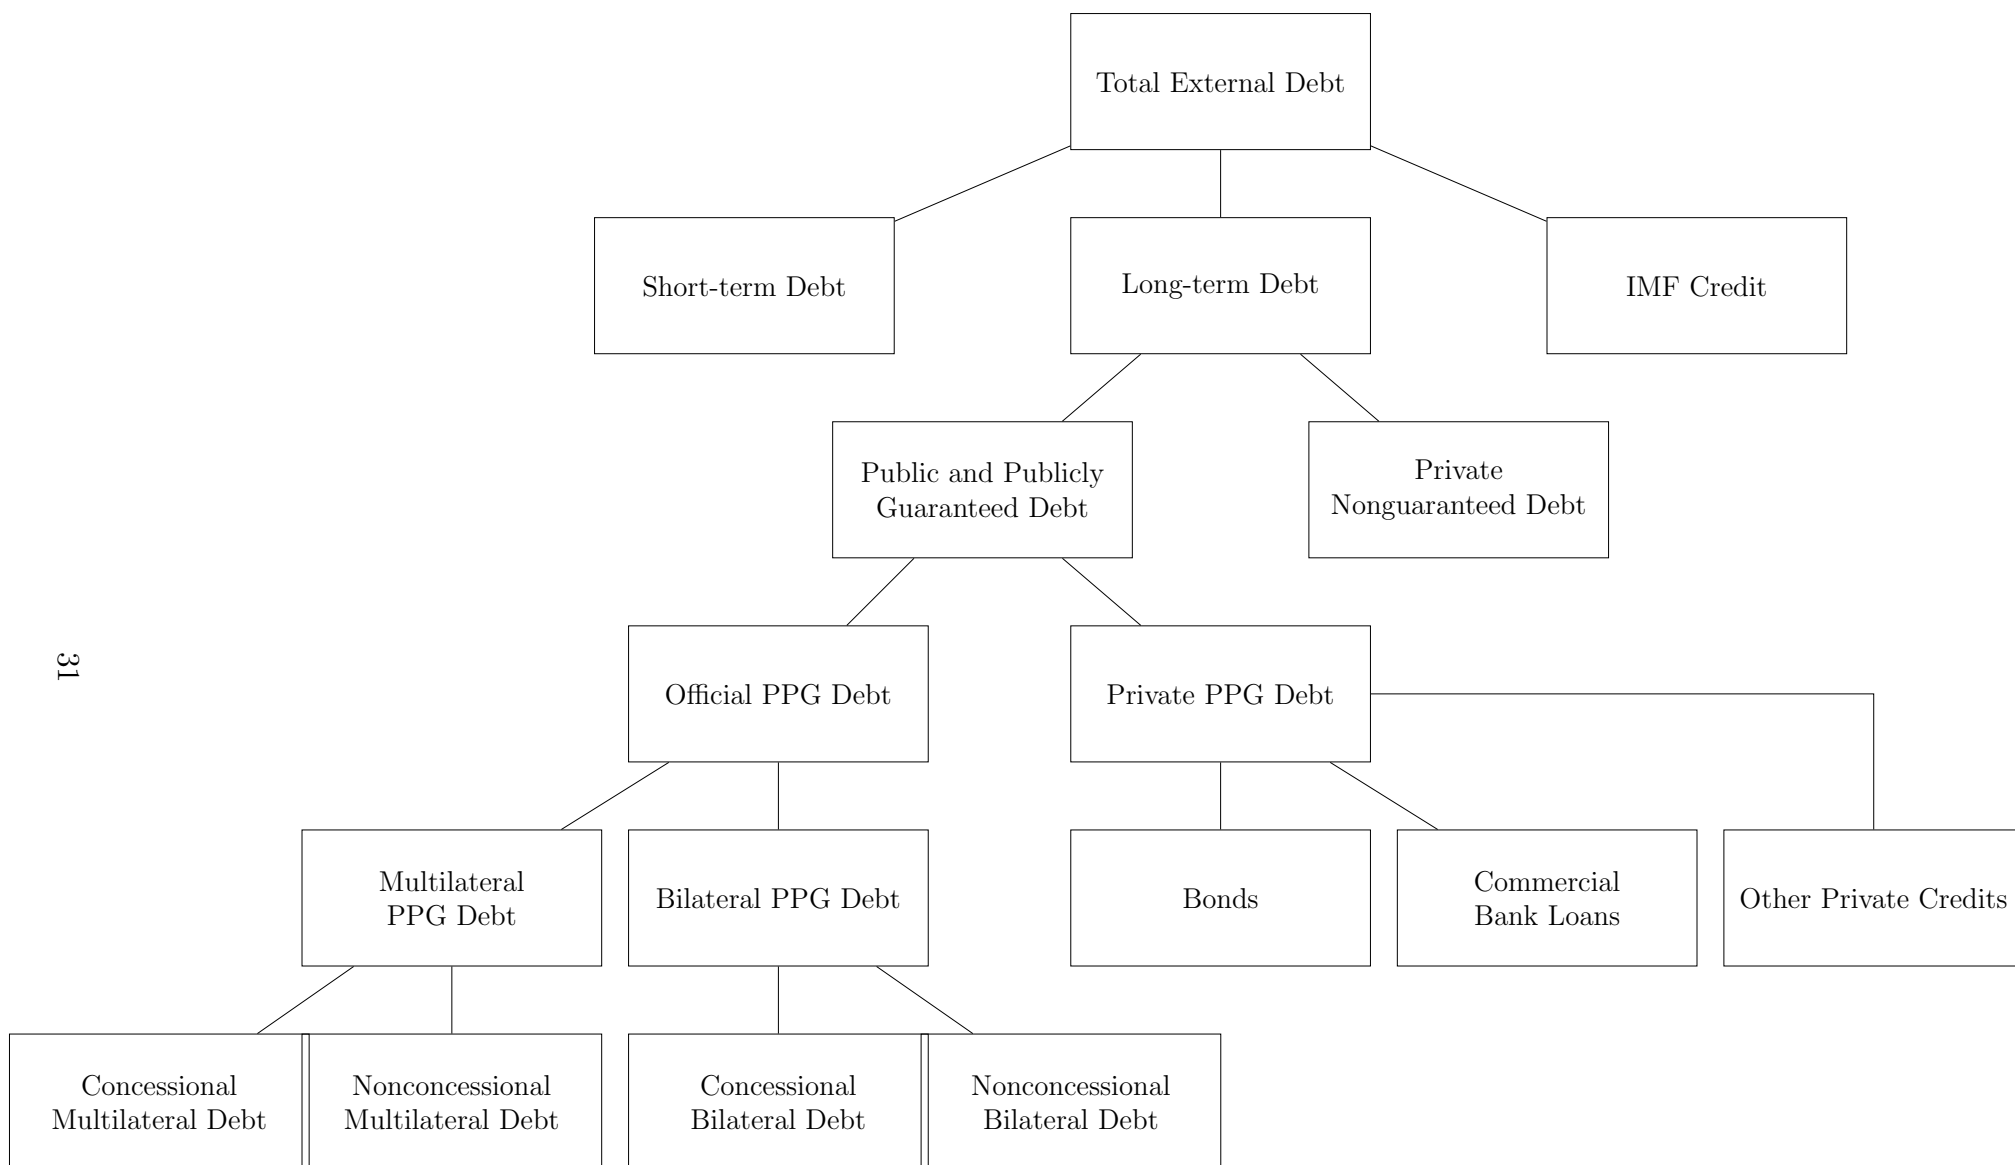 Total External Debt
Short-term Debt
Long-term Debt
IMF Credit
Public and Publicly
Guaranteed Debt
Private
Nonguaranteed Debt
Official PPG Debt
Private PPG Debt
31
Multilateral
PPG Debt
Bilateral PPG Debt
Bonds
Commercial
Bank Loans
Other Private Credits
Concessional
Multilateral Debt
Nonconcessional
Multilateral Debt
Concessional
Bilateral Debt
Nonconcessional
Bilateral Debt